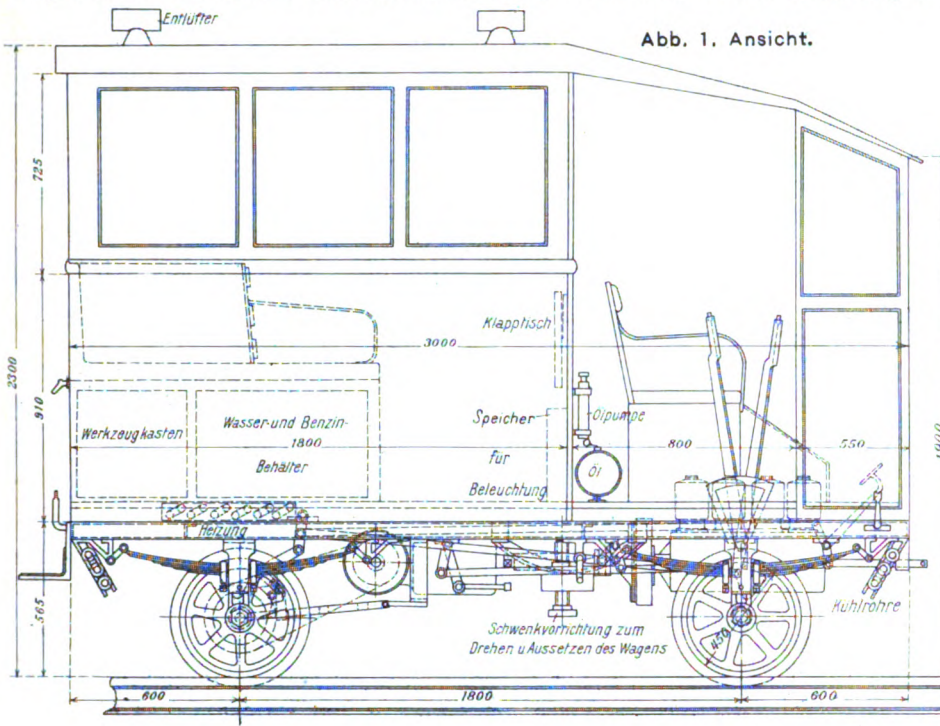 Entlüfter
Abb. 1. Ansicht.
725
2300
910
Klapptisch
3000
Werkzeugkasten
Wasser-und Benzin-
1800
Behälter
Speicher
für
Beleuchtung
Ölpumpe
Öl
800
550
Heizung
565
Kühlrohre
Schwenkvorrichtung zum
Drehen u Aussetzen des Wagens
450
600
1800
600